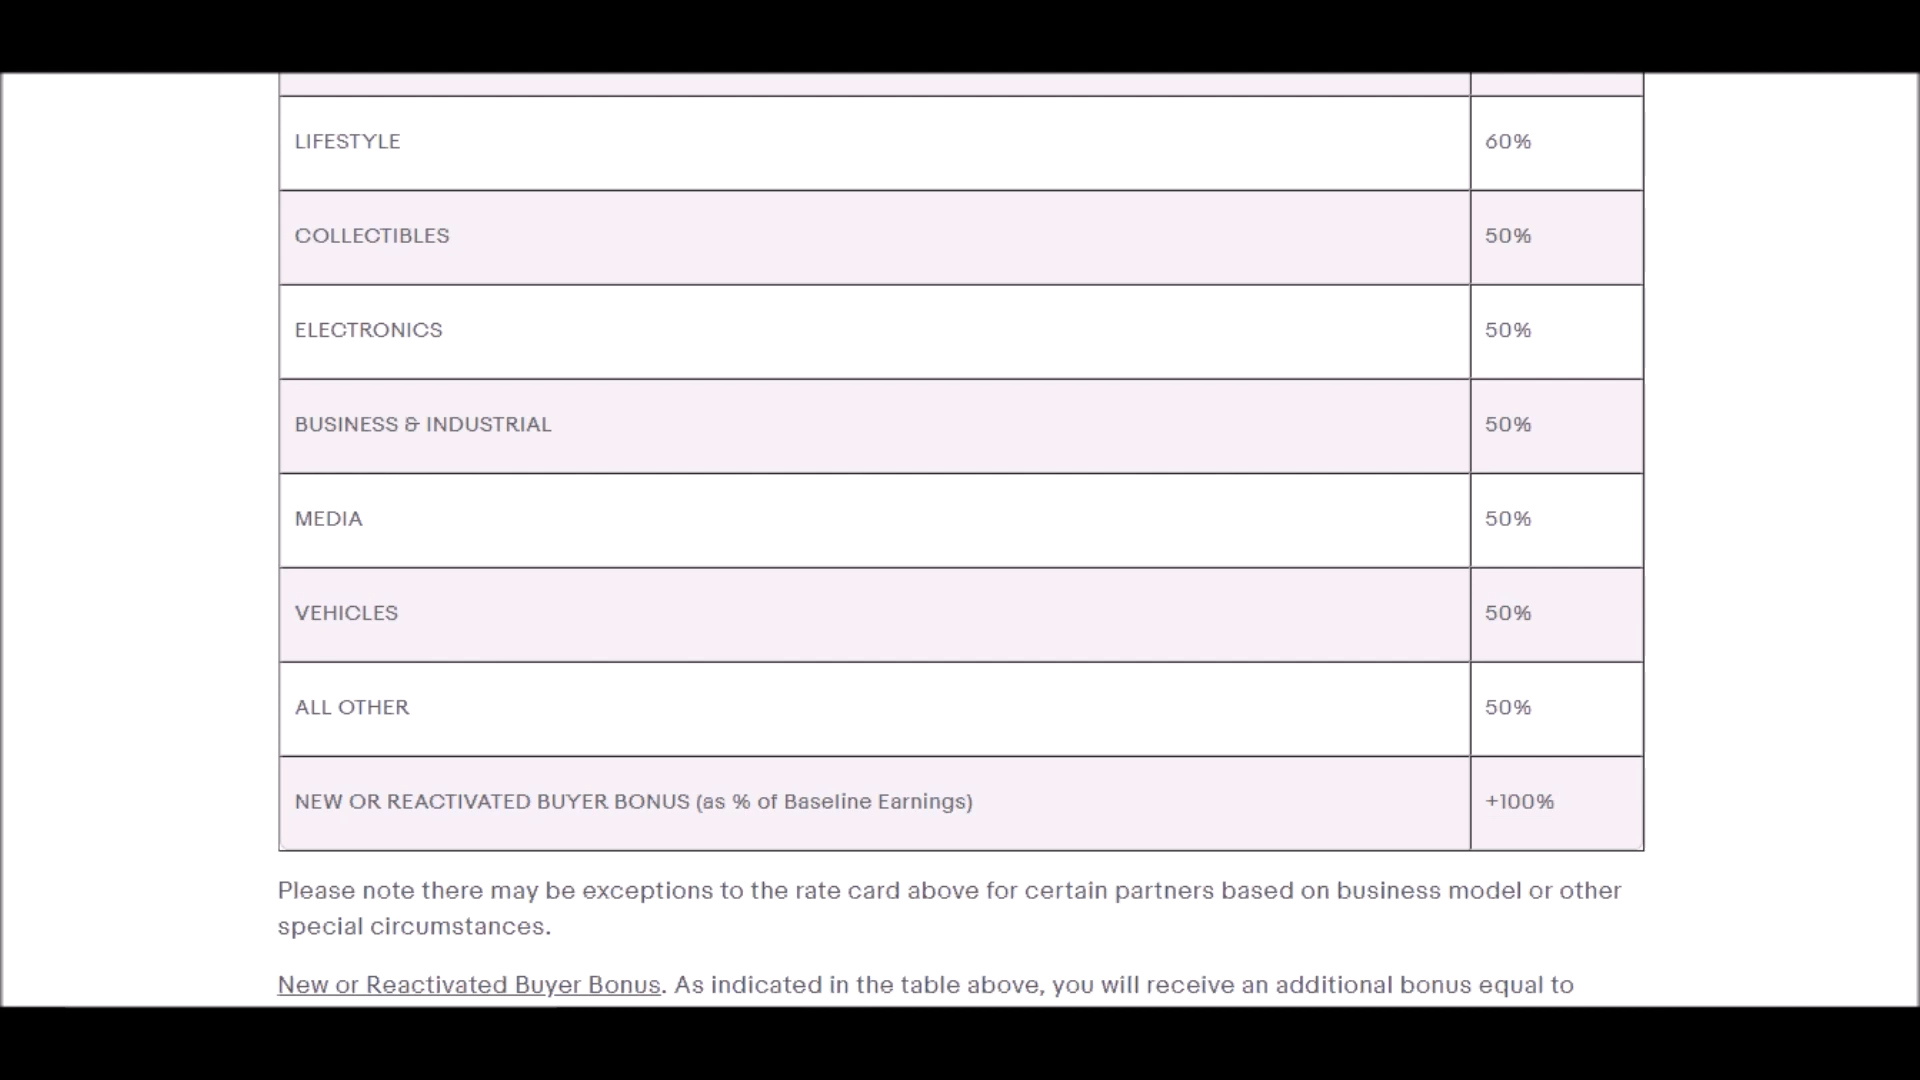 LIFESTYLE 60%
COLLECTIBLES 50%
ELECTRONICS 50%
BUSINESS & INDUSTRIAL 50%
MEDIA 50%
VEHICLES 50%
ALL OTHER 50%
NEW OR REACTIVATED BUYER BONUS (as % of Baseline Earnings) +100%
Please note there may be exceptions to the rate card above for certain partners based on business model or other
special circumstances.
New or Reactivated Buyer Bonus. As indicated in the table above, you will receive an additional bonus equal to